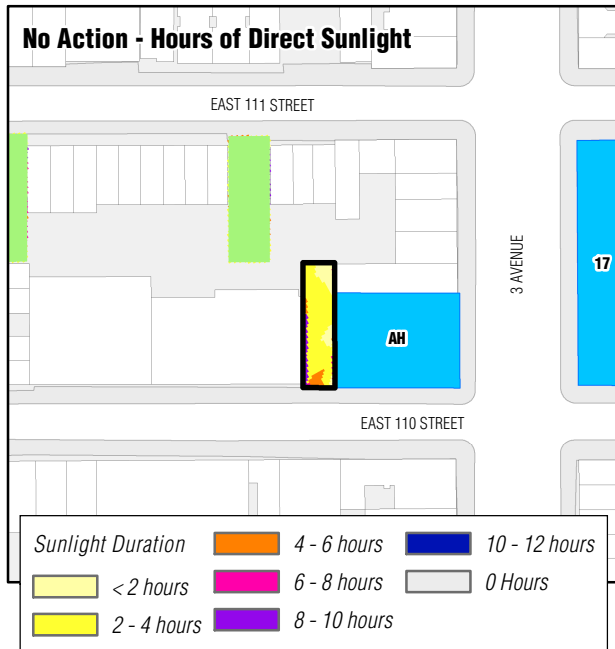 No Action - Hours of Direct Sunlight
EAST 111 STREET
3 AVENUE
17
AH
EAST 110 STREET
Sunlight Duration
< 2 hours
2 - 4 hours
4 - 6 hours
6 - 8 hours
8 - 10 hours
10 - 12 hours
0 Hours